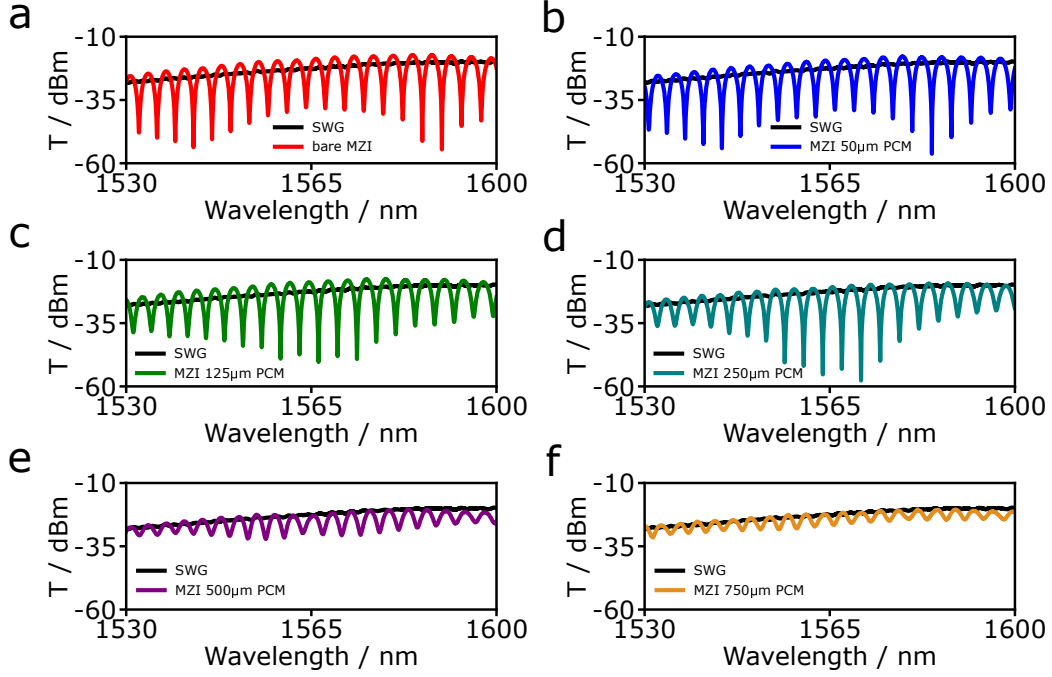 a
-10
-35
-60
T / dBm
SWG
bare MZI
1530
1565
1600
Wavelength / nm
b
-10
-35
-60
T / dBm
SWG
MZI 50μm PCM
1530
1565
1600
Wavelength / nm
c
-10
-35
-60
T / dBm
SWG
MZI 125μm PCM
1530
1565
1600
Wavelength / nm
d
-10
-35
-60
T / dBm
SWG
MZI 250μm PCM
1530
1565
1600
Wavelength / nm
e
-10
-35
-60
T / dBm
SWG
MZI 500μm PCM
1530
1565
1600
Wavelength / nm
f
-10
-35
-60
T / dBm
SWG
MZI 750μm PCM
1530
1565
1600
Wavelength / nm